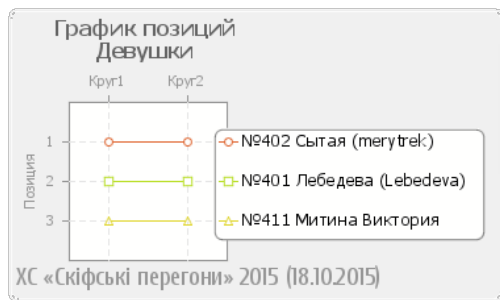 График позиций
Девушки
Круг1 Круг2
Позиция
1
2
3
№402 Сытая (merytrek)
№401 Лебедева (Lebedeva)
№411 Митина Виктория
ХС «Скіфські перегони» 2015 (18.10.2015)